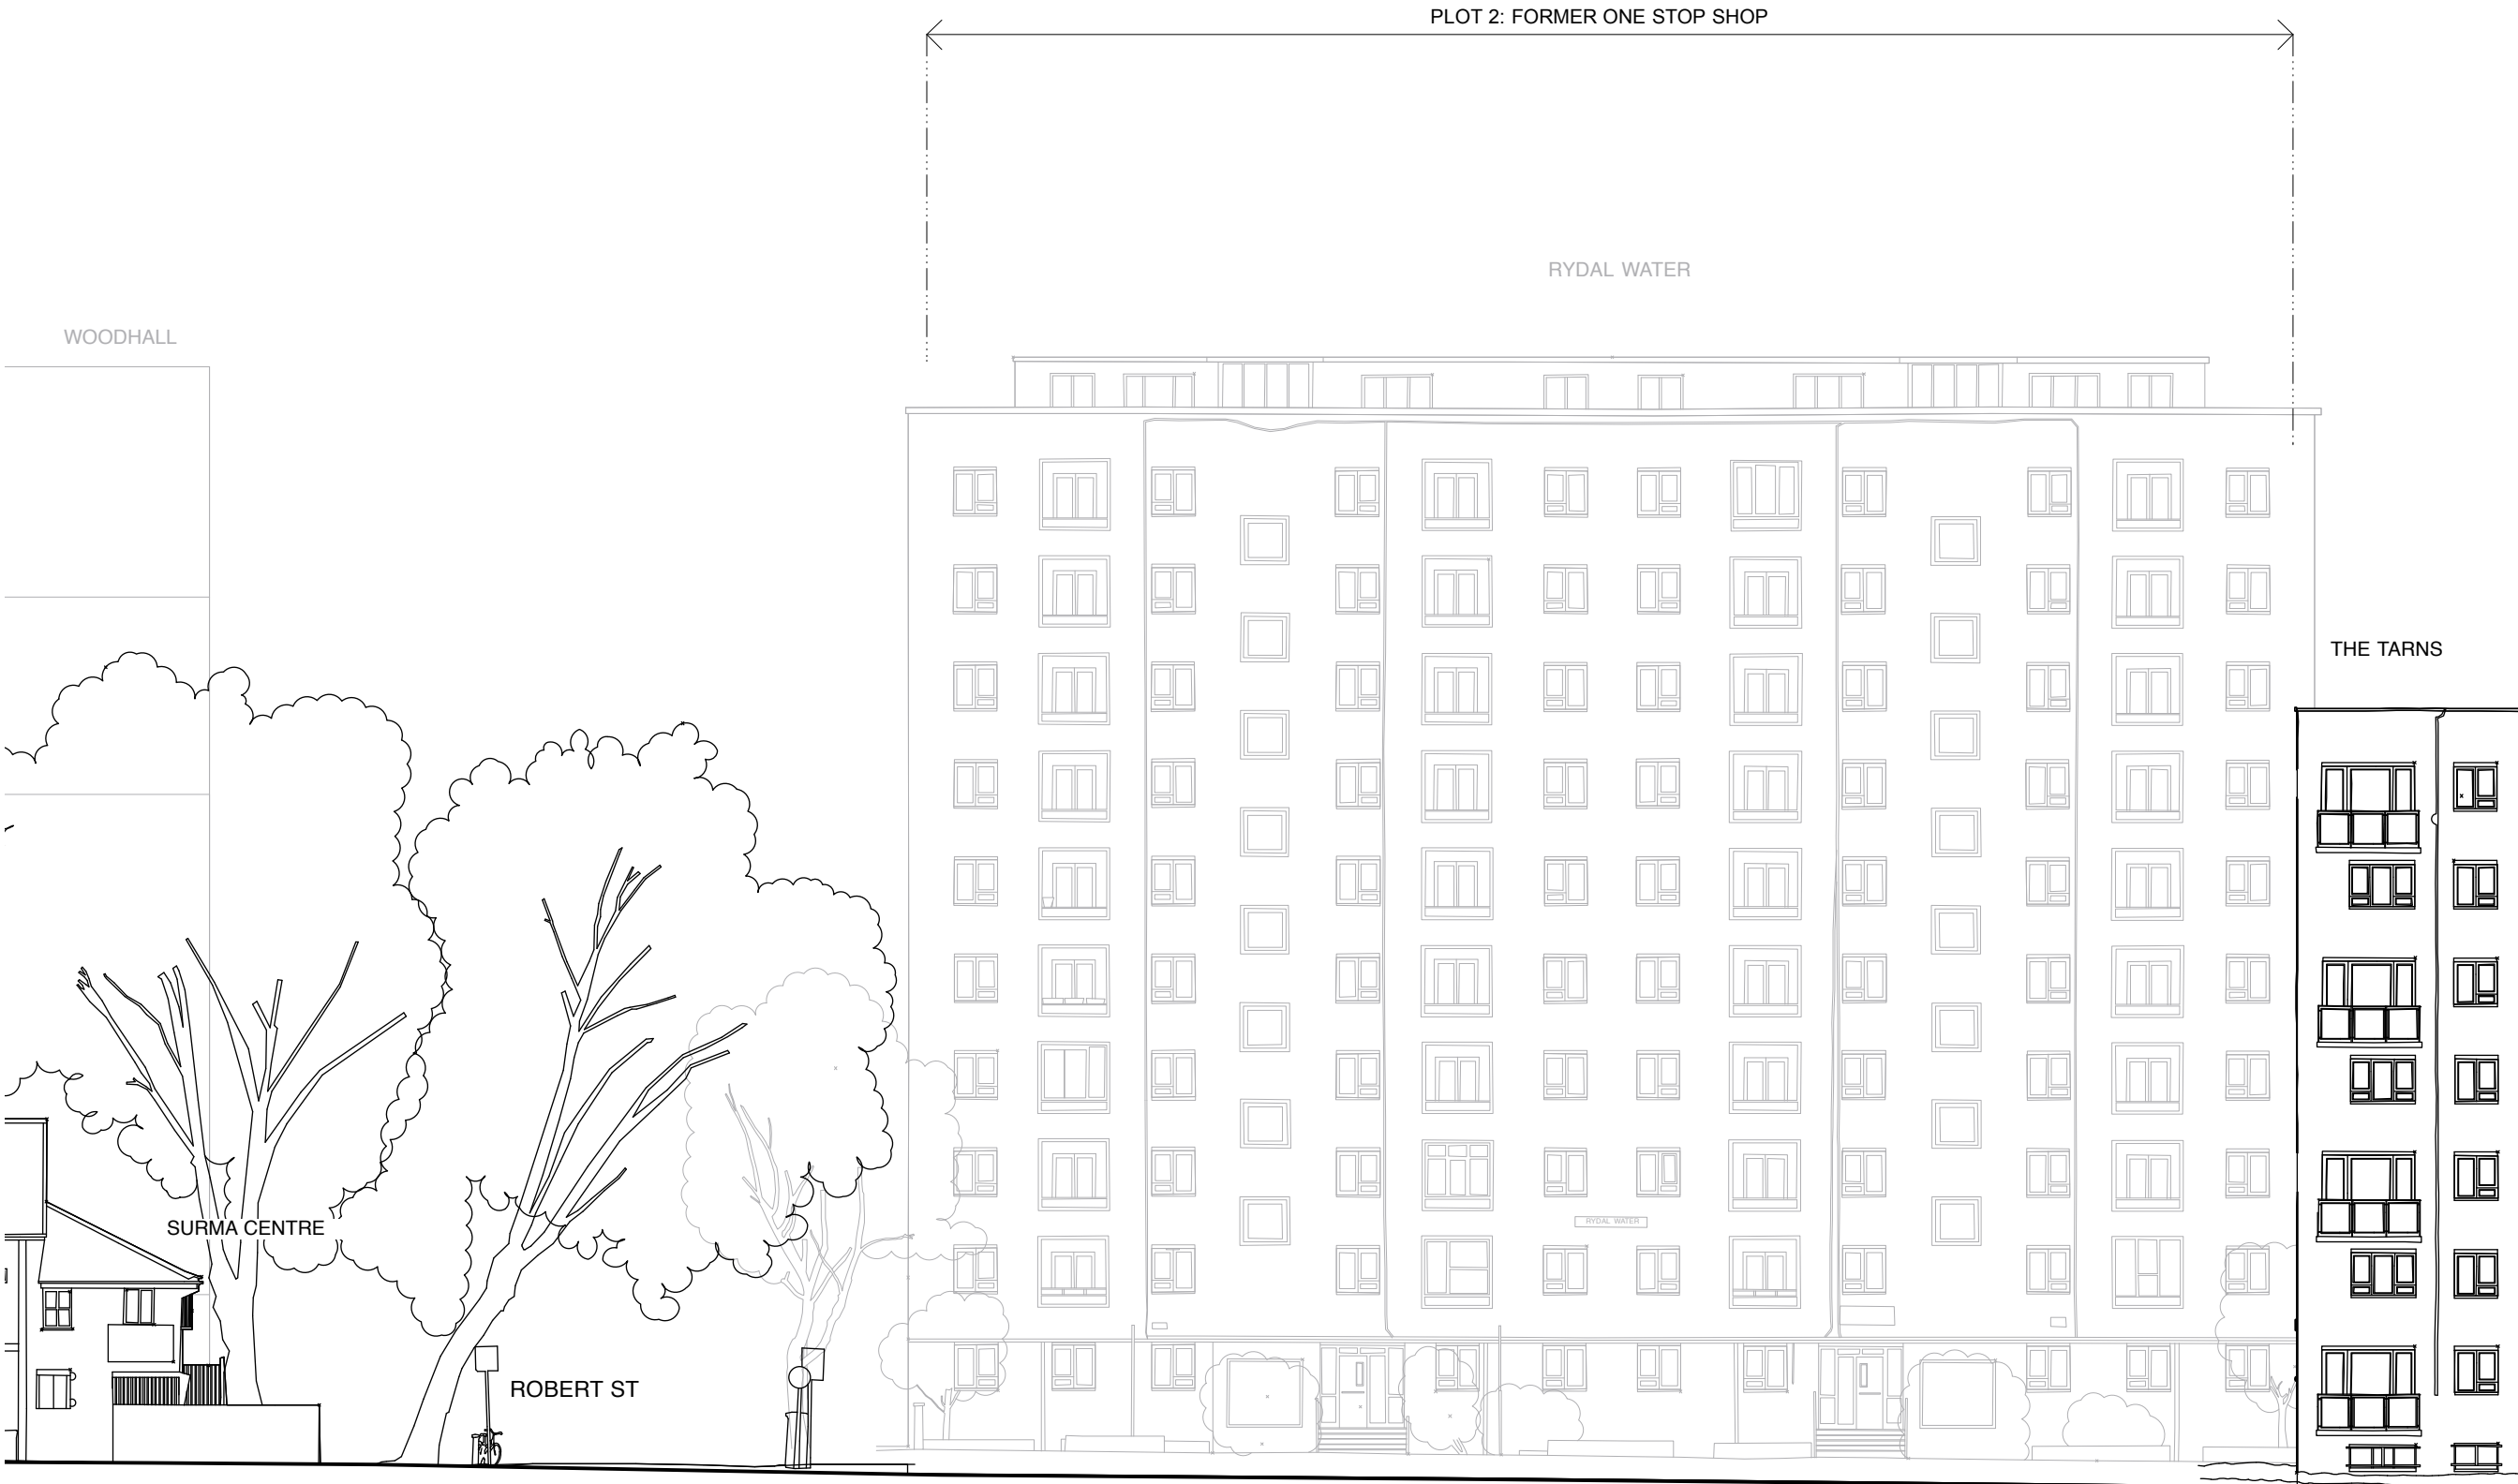 PLOT 2: FORMER ONE STOP SHOP
RYDAL WATER
WOODHALL
THE TARNS
RYDAL WATER
SURMA CENTRE
ROBERT ST